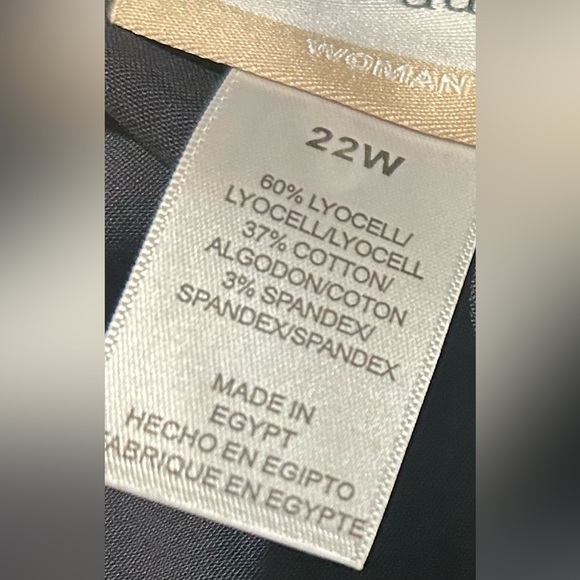 WOMAN
22W
60% LYOCELL/
LYOCELL/LYOCELL
37% COTTON/
ALGODON/COTON
3% SPANDEX/
SPANDEX/SPANDEX
MADE IN
EGYPT
HECHO EN EGIPTO
FABRIQUE EN EGYPTE